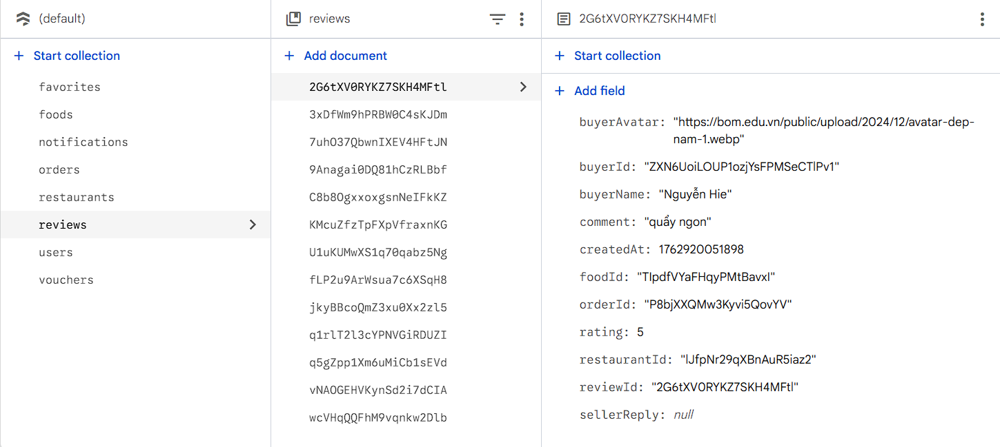 (default)
Start collection
favorites
foods
notifications
orders
restaurants
reviews
users
vouchers
reviews
Add document
2G6tXV0RYKZ7SKH4MFtl
3xDfWm9hPRBW0C4sKJDm
7uhO37QbwnIXEV4HFtJN
9Anagai0DQ81hCzRLBbf
C8b8OgxxoxgsnNeIFkKZ
KMcuZfzTpFXpVfraxnKG
U1uKUMwXS1q70qabz5Ng
fLP2u9ArWsua7c6XSqH8
jkyBBcoQmZ3xu0Xx2zl5
q1rlT2l3cYPNVGiRDUZI
q5gZpp1Xm6uMiCb1sEVd
vNAOGEHVKynSd2i7dCIA
wcVHqQQFhM9vqnkw2Dlb
2G6tXV0RYKZ7SKH4MFtl
Start collection
Add field
buyerAvatar: "https://bom.edu.vn/public/upload/2024/12/avatar-dep-
nam-1.webp"
buyerId: "ZXN6UoiLOUP1ozjYsFPMSeCTlPv1"
buyerName: "Nguyễn Hie"
comment: "quẩy ngon"
createdAt: 1762920051898
foodId: "TlpdfVYaFHqyPMtBavxI"
orderId: "P8bjXXQMw3Kyvi5QovYV"
rating: 5
restaurantId: "lJfpNr29qXBnAuR5iaz2"
reviewId: "2G6tXV0RYKZ7SKH4MFtl"
sellerReply: null